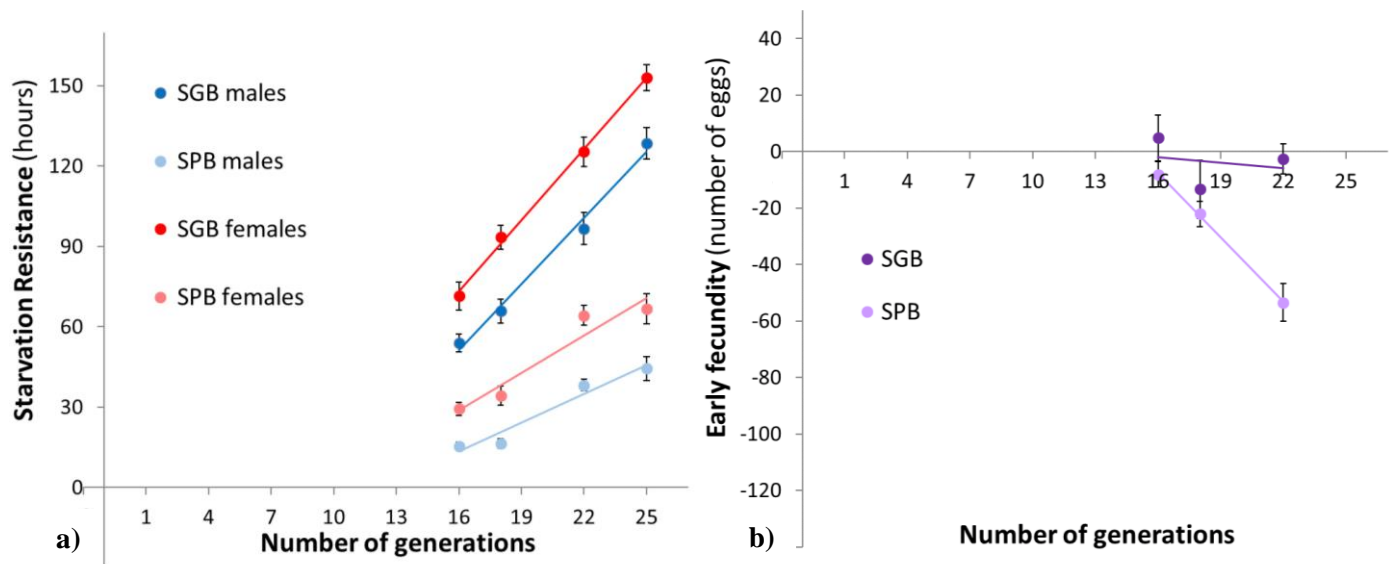 Starvation Resistance (hours)
150
120
90
60
30
0
SGB males
SPB males
SGB females
SPB females
1 4 7 10 13 16 19 22 25
a)
Number of generations
Early fecundity (number of eggs)
40
20
0
-20
-40
-60
-80
-100
-120
1 4 7 10 13 16 19 22 25
SGB
SPB
b)
Number of generations